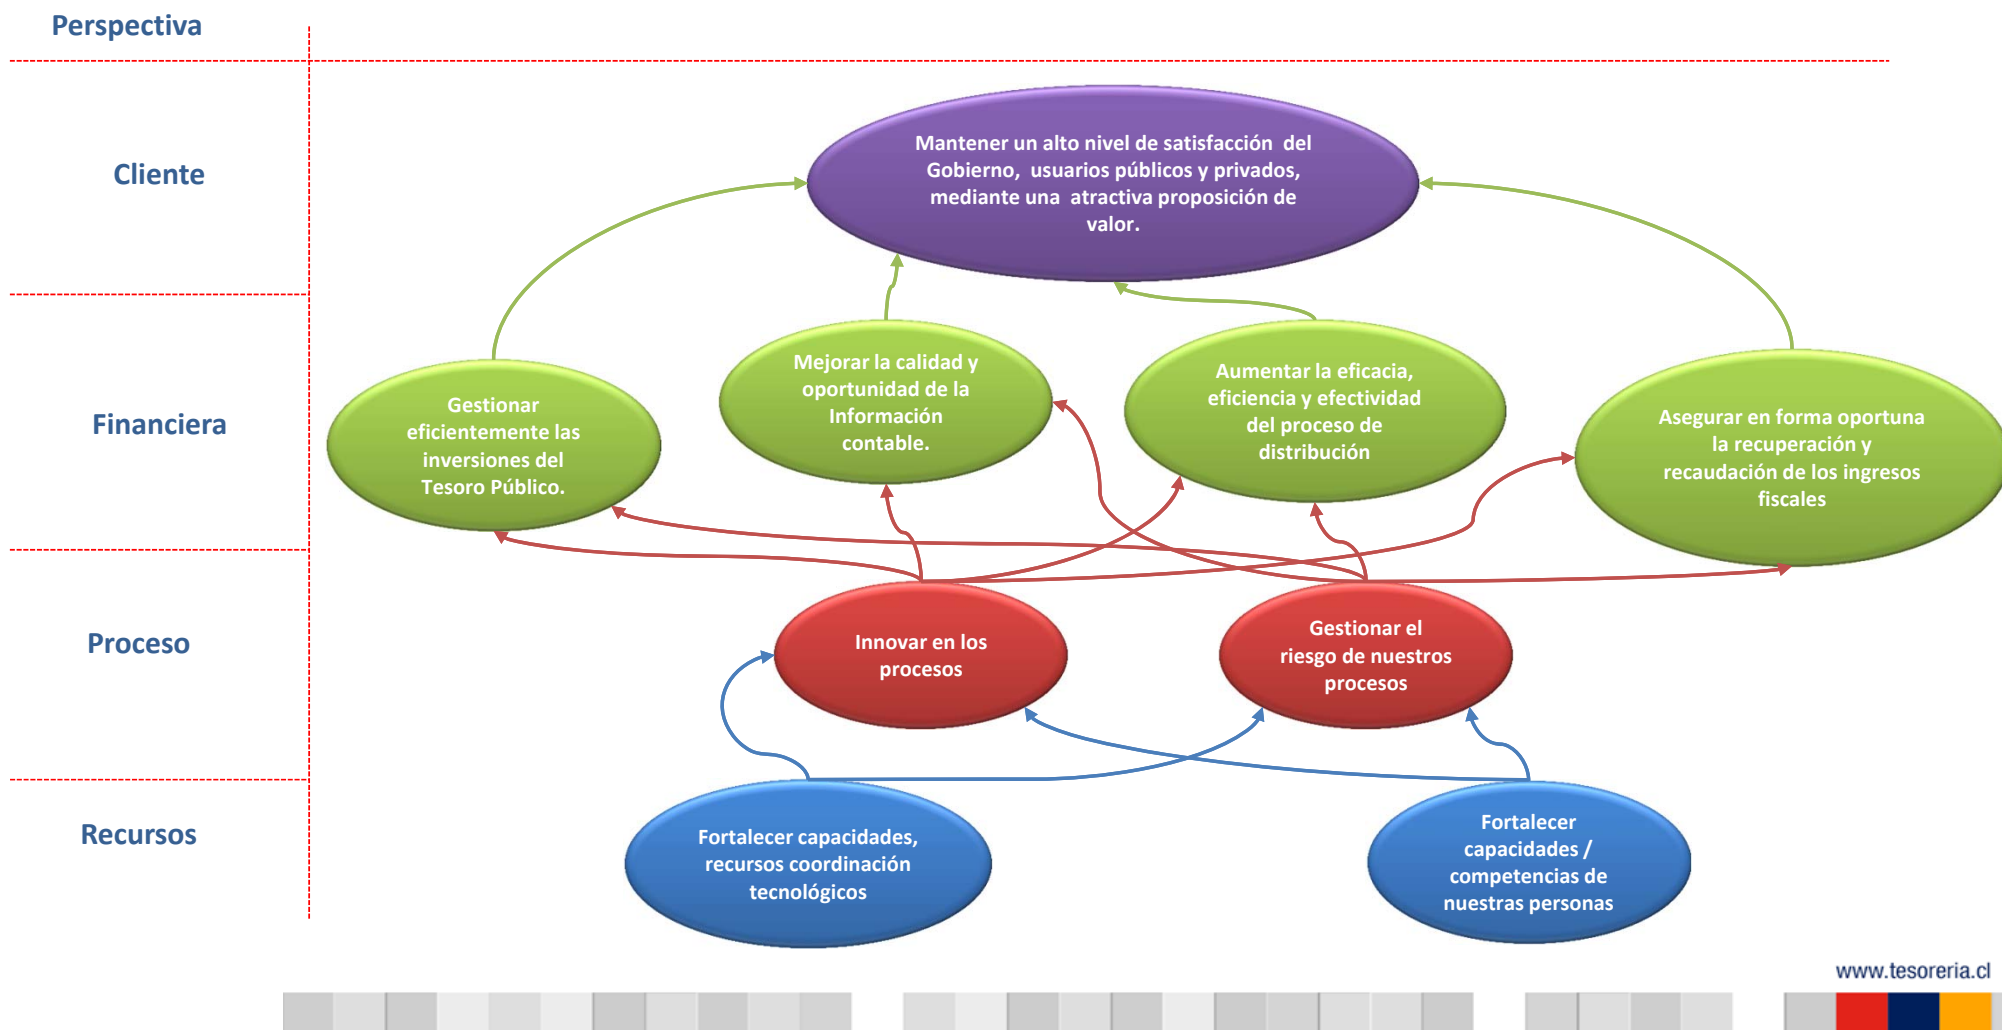 Perspectiva
Cliente
Mantener un alto nivel de satisfacción del
Gobierno, usuarios públicos y privados,
mediante una atractiva proposición de
valor.
Financiera
Gestionar
eficientemente las
inversiones del
Tesoro Público.
Mejorar la calidad y
oportunidad de la
Información
contable.
Aumentar la eficacia,
eficiencia y efectividad
del proceso de
distribución
Asegurar en forma oportuna
la recuperación y
recaudación de los ingresos
fiscales
Proceso
Innovar en los
procesos
Gestionar el
riesgo de nuestros
procesos
Recursos
Fortalecer capacidades,
recursos coordinación
tecnológicos
Fortalecer
capacidades /
competencias de
nuestras personas
www.tesoreria.cl